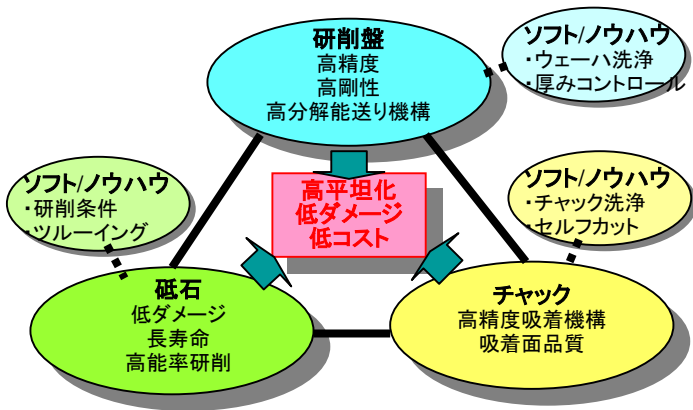 研削盤
高精度
高剛性
高分解能送り機構
ソフト/ノウハウ
・ウェーハ洗浄
・厚みコントロール
高平坦化
低ダメージ
低コスト
ソフト/ノウハウ
・研削条件
・ツルーイング
ソフト/ノウハウ
・チャック洗浄
・セルフカット
砥石
低ダメージ
長寿命
高能率研削
チャック
高精度吸着機構
吸着面品質